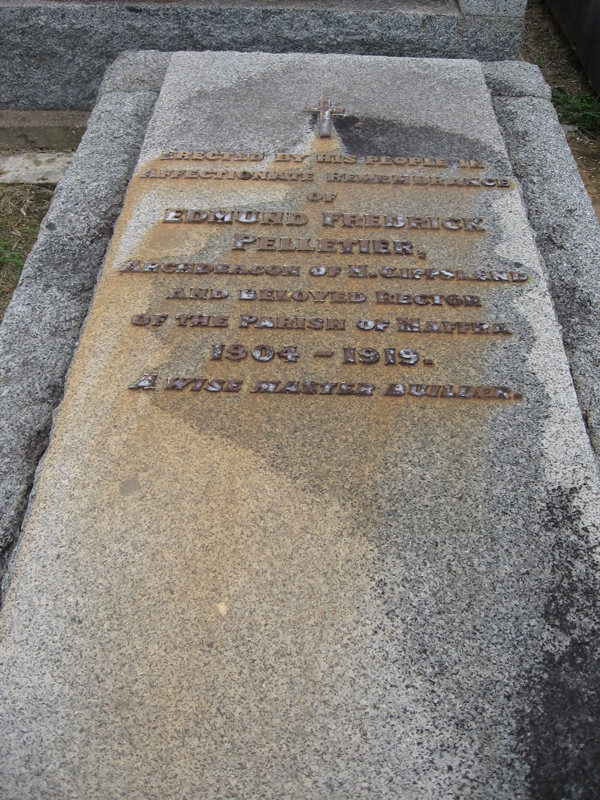 ERECTED BY HIS PEOPLE IN
AFFECTIONATE REMEMBRANCE
OF
EDMUND FREDRICK
PELLETIER,
ARCHDEACON OF N. GIPPSLAND
AND BELOVED RECTOR
OF THE PARISH OF MAFFRA
1904 - 1919.
A WISE MASTER BUILDER.